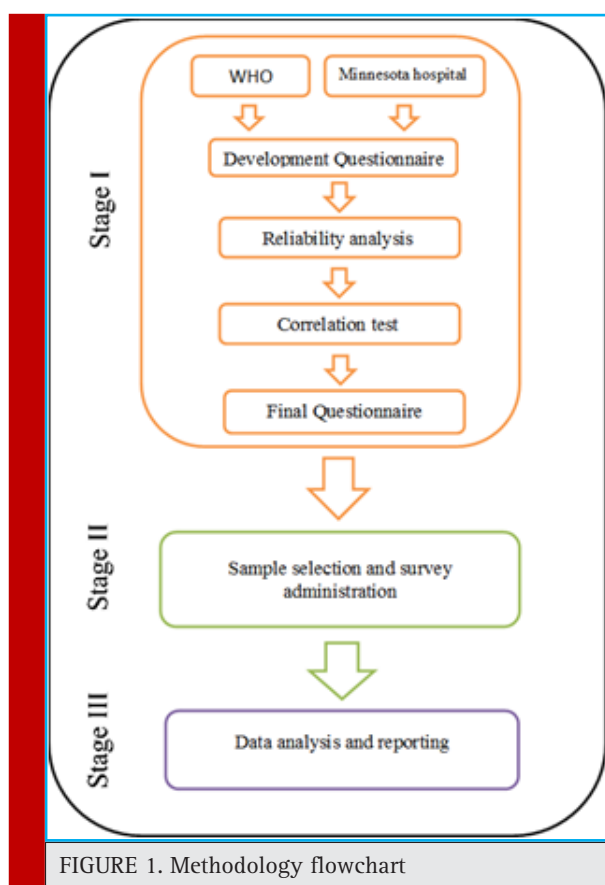 Stage I
WHO
Minnesota hospital
Development Questionnaire
Reliability analysis
Correlation test
Final Questionnaire
Stage II
Sample selection and survey
administration
Stage III
Data analysis and reporting
FIGURE 1. Methodology flowchart